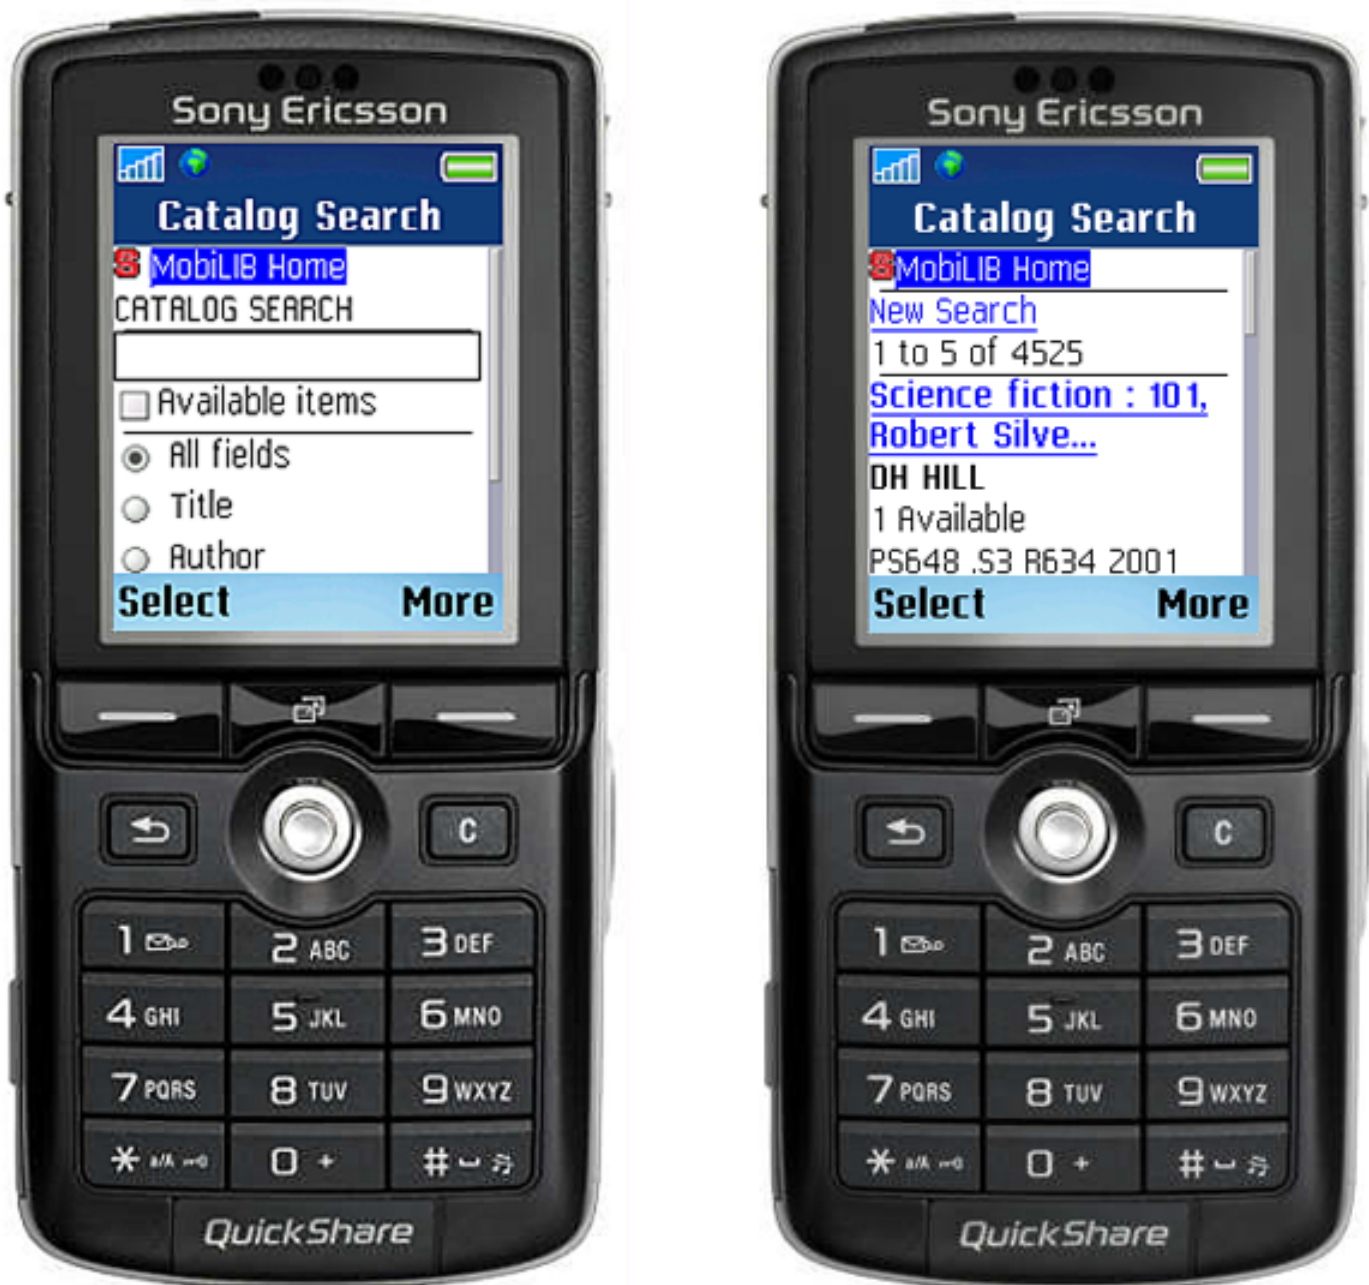 Sony Ericsson
Catalog Search
S MobiLIB Home
CATALOG SEARCH
Available items
All fields
Title
Author
Select More
C
1
2 ABC
3 DEF
4 GHI
5 JKL
6 MNO
7 PQRS
8 TUV
9 WXYZ
* a/A
0 +
#
QuickShare
Sony Ericsson
Catalog Search
S MobiLIB Home
New Search
1 to 5 of 4525
Science fiction : 101,
Robert Silve...
DH HILL
1 Available
PS648 .S3 R634 2001
Select More
C
1
2 ABC
3 DEF
4 GHI
5 JKL
6 MNO
7 PQRS
8 TUV
9 WXYZ
* a/A
0 +
#
QuickShare